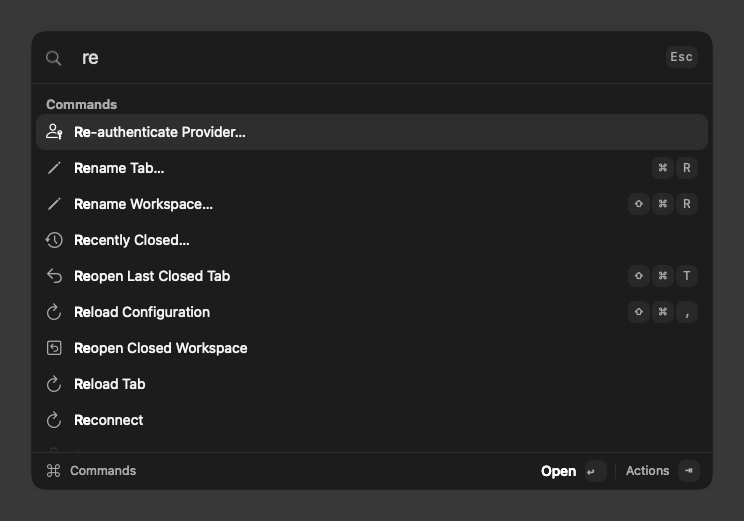 re Esc
Commands
Re-authenticate Provider...
Rename Tab... ⌘ R
Rename Workspace... ⇧ ⌘ R
Recently Closed...
Reopen Last Closed Tab ⇧ ⌘ T
Reload Configuration ⇧ ⌘ ,
Reopen Closed Workspace
Reload Tab
Reconnect
⌘ Commands Open ↩ Actions ⇥